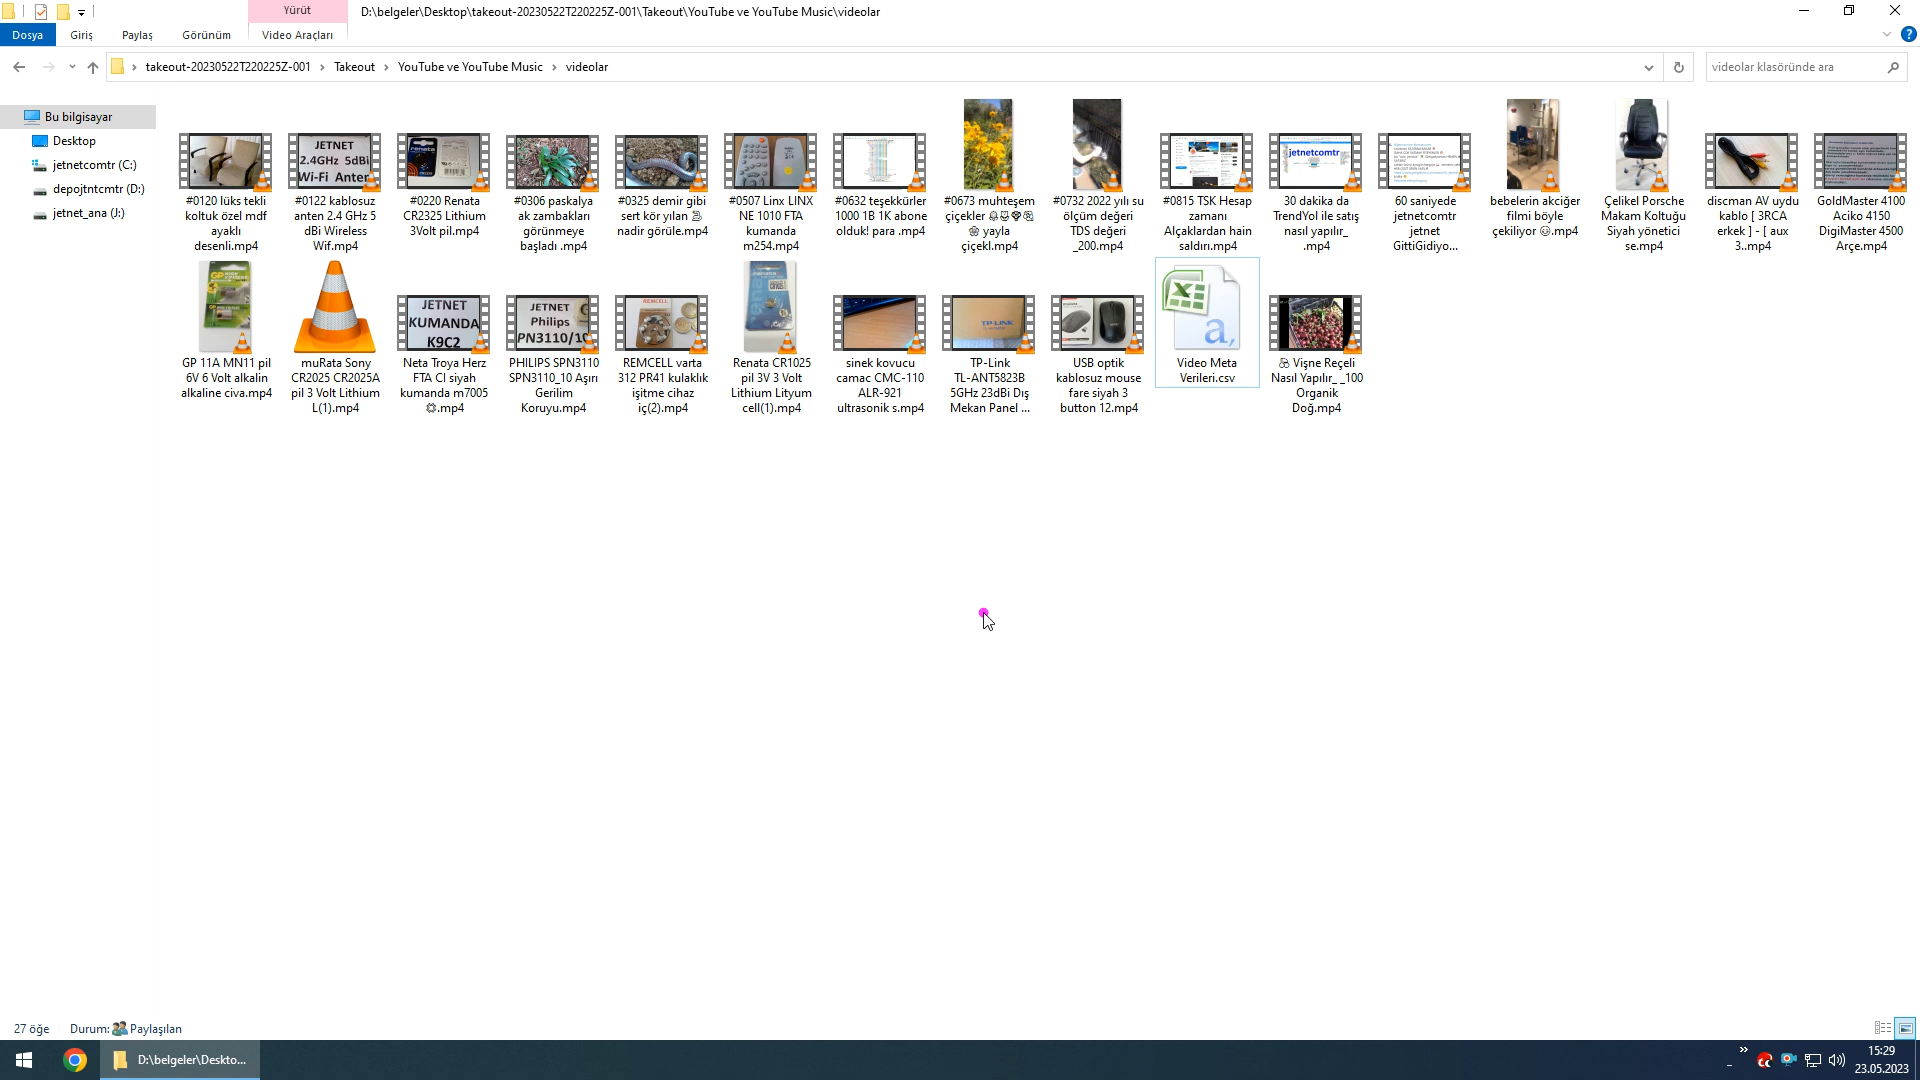 Yürüt
D:\belgeler\Desktop\takeout-20230522T220225Z-001\Takeout\YouTube ve YouTube Music\videolar
Dosya
Giriş
Paylaş
Görünüm
Video Araçları
takeout-20230522T220225Z-001
Takeout
YouTube ve YouTube Music
videolar
videolar klasöründe ara
Bu bilgisayar
Desktop
jetnetcomtr (C:)
depojtntcmtr (D:)
jetnet_ana (J:)
JETNET
2.4GHz 5dBi
Wi-Fi Anten
renata
jetnetcomtr
#0120 lüks tekli
koltuk özel mdf
ayaklı
desenli.mp4
#0122 kablosuz
anten 2.4 GHz 5
dBi Wireless
Wif.mp4
#0220 Renata
CR2325 Lithium
3Volt pil.mp4
#0306 paskalya
ak zambakları
görünmeye
başladı .mp4
#0325 demir gibi
sert kör yılan
nadir görüle.mp4
#0507 Linx LINX
NE 1010 FTA
kumanda
m254.mp4
#0632 teşekkürler
1000 1B 1K abone
olduk! para .mp4
#0673 muhteşem
çiçekler
yayla
çiçekl.mp4
#0732 2022 yılı su
ölçüm değeri
TDS değeri
_200.mp4
#0815 TSK Hesap
zamanı
Alçaklardan hain
saldırı.mp4
30 dakika da
TrendYol ile satış
nasıl yapılır_
.mp4
60 saniyede
jetnetcomtr
jetnet
GittiGidiyo...
bebelerin akciğer
filmi böyle
çekiliyor 😃.mp4
Çelikel Porsche
Makam Koltuğu
Siyah yönetici
se.mp4
discman AV uydu
kablo [ 3RCA
erkek ] - [ aux
3..mp4
GoldMaster 4100
Aciko 4150
DigiMaster 4500
Arçe.mp4
GP
JETNET
KUMANDA
K9C2
JETNET
Philips
PN3110/10
REMCELL
TP-LINK
GP 11A MN11 pil
6V 6 Volt alkalin
alkaline civa.mp4
muRata Sony
CR2025 CR2025A
pil 3 Volt Lithium
L(1).mp4
Neta Troya Herz
FTA CI siyah
kumanda m7005
.mp4
PHILIPS SPN3110
SPN3110_10 Aşırı
Gerilim
Koruyu.mp4
REMCELL varta
312 PR41 kulaklık
işitme cihaz
iç(2).mp4
Renata CR1025
pil 3V 3 Volt
Lithium Lityum
cell(1).mp4
sinek kovucu
camac CMC-110
ALR-921
ultrasonik s.mp4
TP-Link
TL-ANT5823B
5GHz 23dBi Dış
Mekan Panel ...
USB optik
kablosuz mouse
fare siyah 3
button 12.mp4
a,
Video Meta
Verileri.csv
Vişne Reçeli
Nasıl Yapılır_ _100
Organik
Doğ.mp4
27 öğe
Durum:
Paylaşılan
D:\belgeler\Deskto...
15:29
23.05.2023